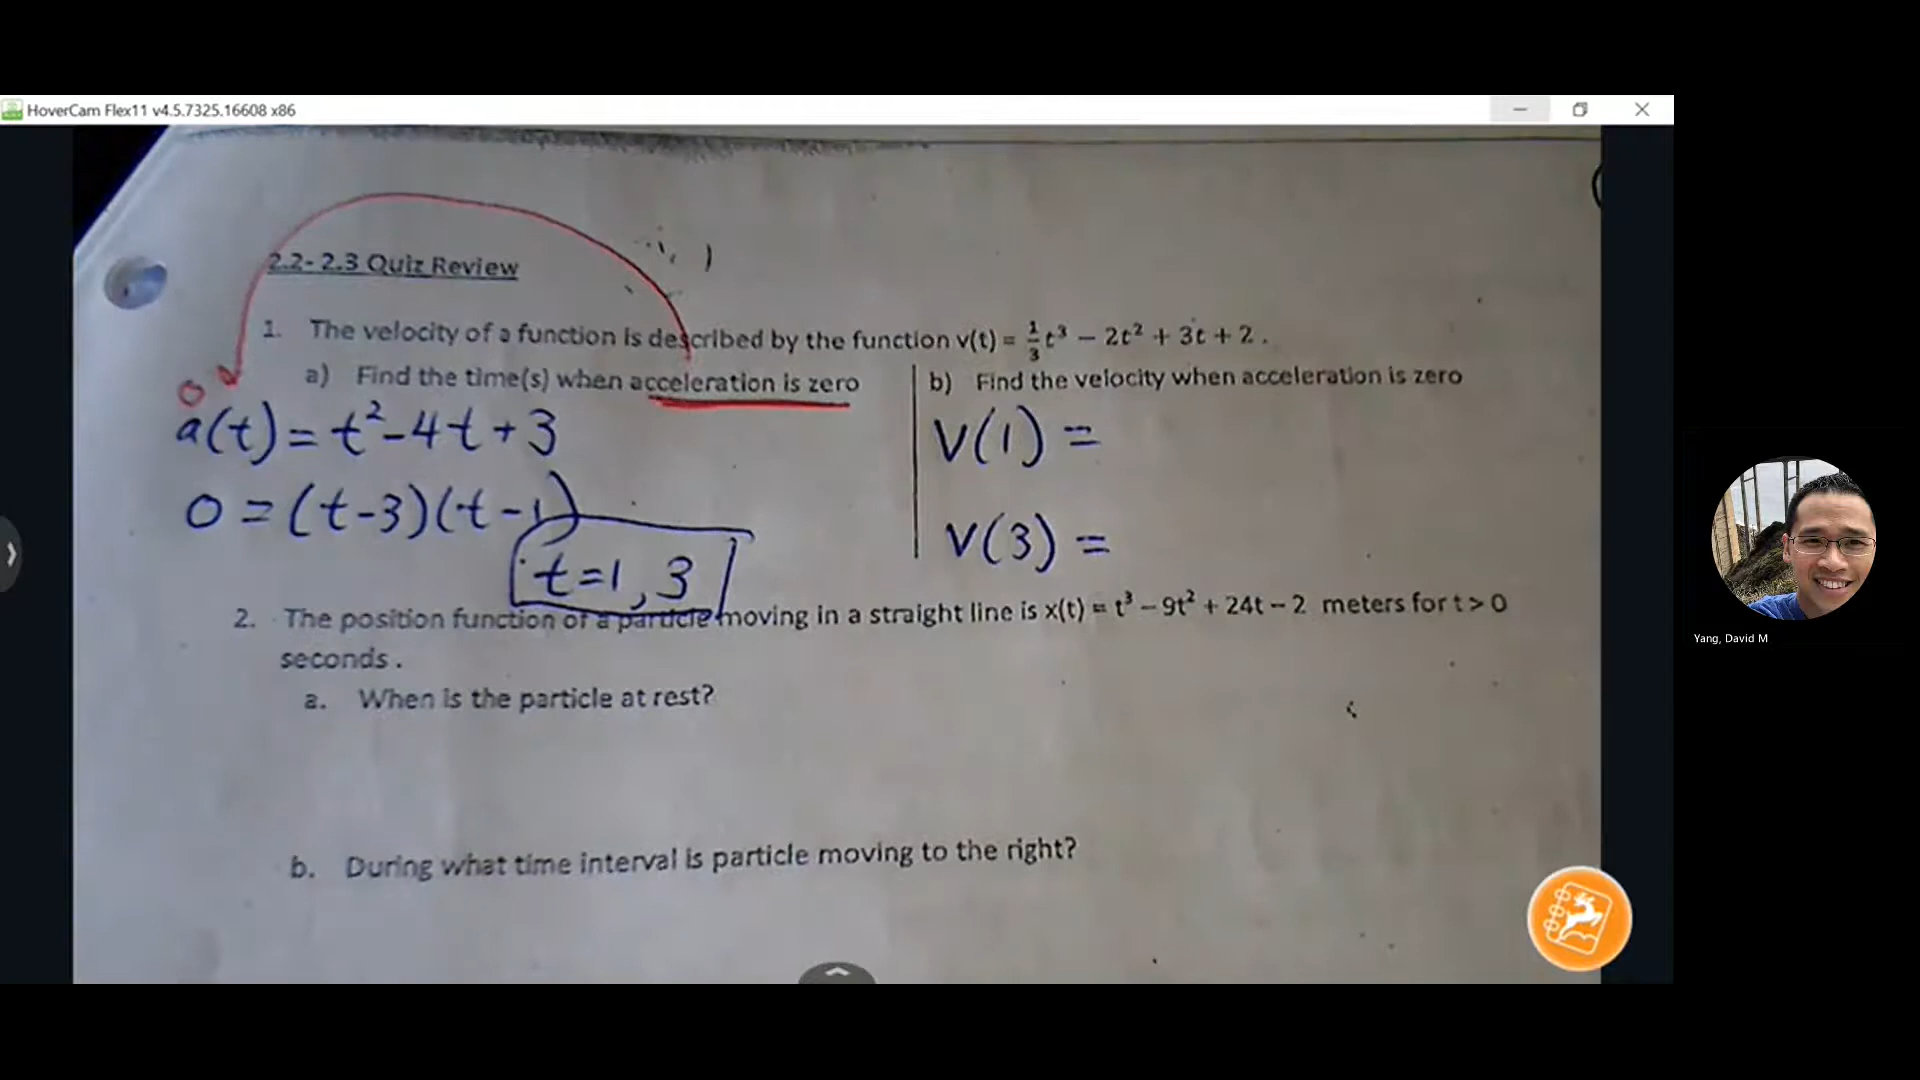 HoverCam Flex11 v4.5.7325.16608 x86
2.2- 2.3 Quiz Review
1. The velocity of a function is described by the function v(t) = 1/3 t³ − 2t² + 3t + 2 .
a) Find the time(s) when acceleration is zero
b) Find the velocity when acceleration is zero
0
a(t) = t² - 4t + 3
0 = (t-3)(t-1)
t=1, 3
V(1) =
V(3) =
2. The position function of a particle moving in a straight line is x(t) = t³ − 9t² + 24t − 2 meters for t > 0
seconds .
a. When is the particle at rest?
b. During what time interval is particle moving to the right?
Yang, David M